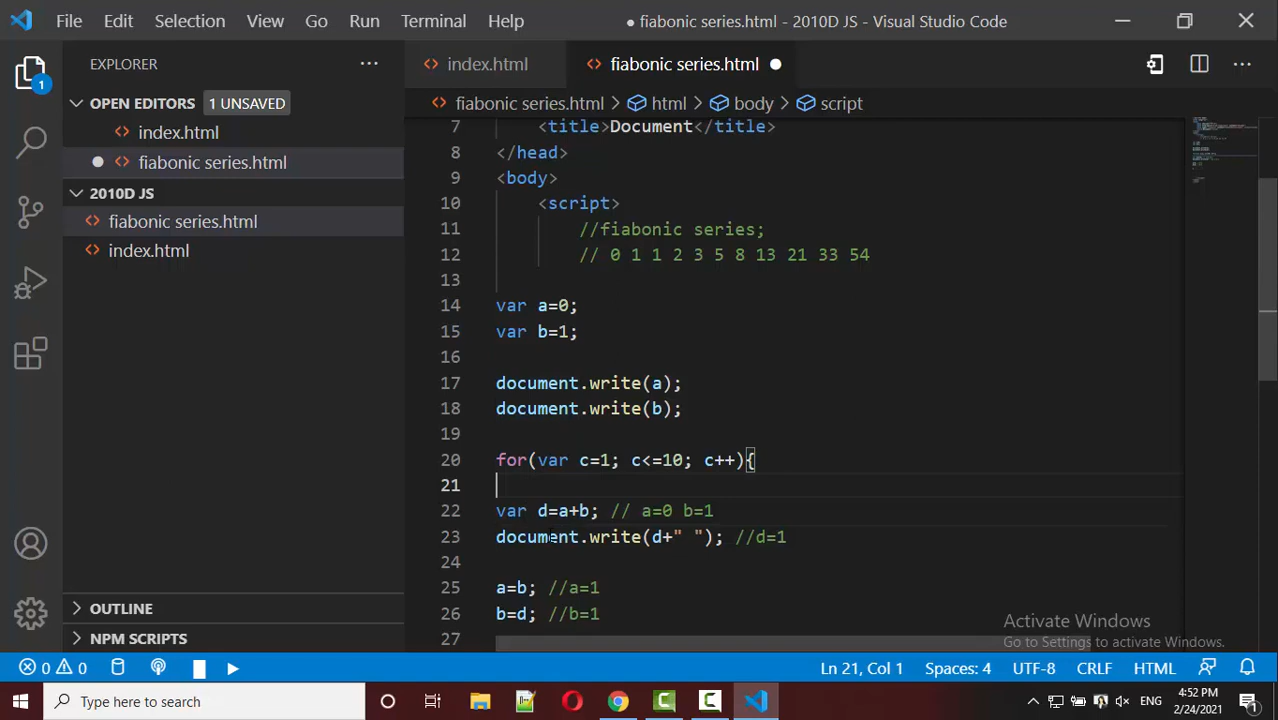 File Edit Selection View Go Run Terminal Help
● fiabonic series.html - 2010D JS - Visual Studio Code
EXPLORER
index.html
fiabonic series.html
1
OPEN EDITORS 1 UNSAVED
fiabonic series.html > html > body > script
index.html
fiabonic series.html
2010D JS
fiabonic series.html
index.html
7 <title>Document</title>
8 </head>
9 <body>
10 <script>
11 //fiabonic series;
12 // 0 1 1 2 3 5 8 13 21 33 54
13
14 var a=0;
15 var b=1;
16
17 document.write(a);
18 document.write(b);
19
20 for(var c=1; c<=10; c++){
21
22 var d=a+b; // a=0 b=1
23 document.write(d+" "); //d=1
24
25 a=b; //a=1
26 b=d; //b=1
27
OUTLINE
NPM SCRIPTS
Activate Windows
Go to Settings to activate Windows.
0 0
Ln 21, Col 1 Spaces: 4 UTF-8 CRLF HTML
Type here to search
ENG
4:52 PM
2/24/2021
1